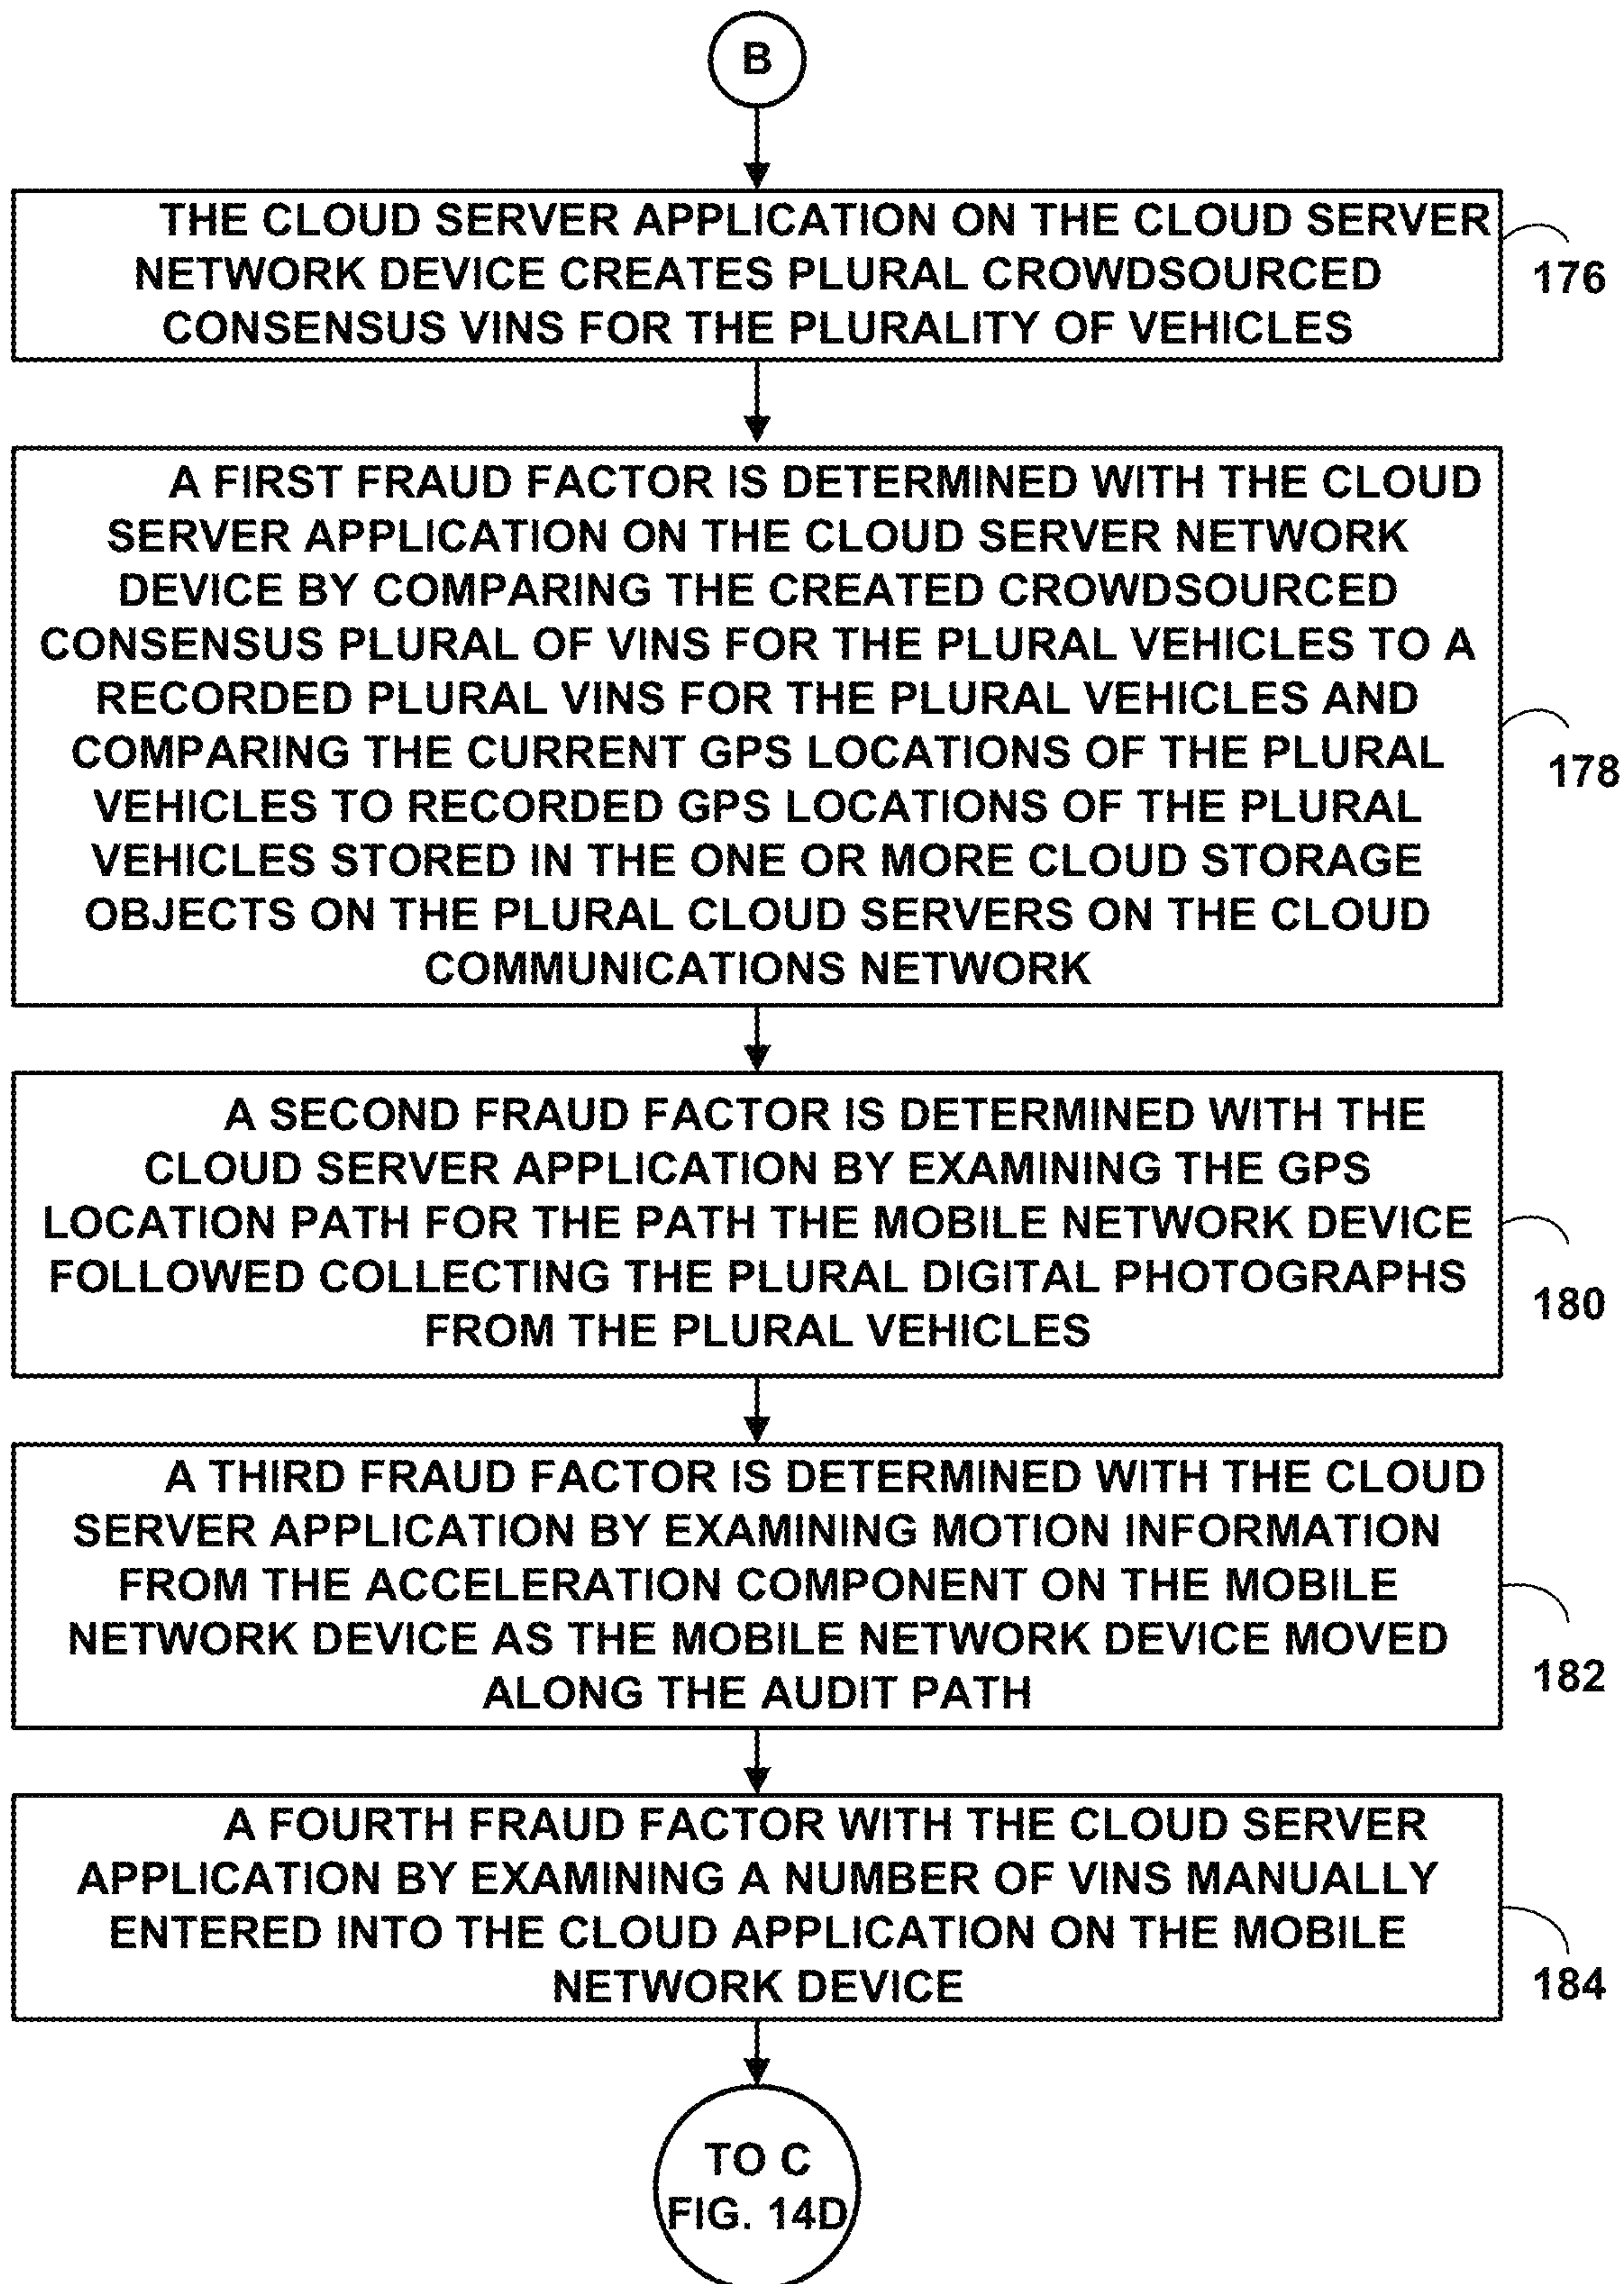 B
THE CLOUD SERVER APPLICATION ON THE CLOUD SERVER
NETWORK DEVICE CREATES PLURAL CROWDSOURCED
CONSENSUS VINS FOR THE PLURALITY OF VEHICLES
176
A FIRST FRAUD FACTOR IS DETERMINED WITH THE CLOUD
SERVER APPLICATION ON THE CLOUD SERVER NETWORK
DEVICE BY COMPARING THE CREATED CROWDSOURCED
CONSENSUS PLURAL OF VINS FOR THE PLURAL VEHICLES TO A
RECORDED PLURAL VINS FOR THE PLURAL VEHICLES AND
COMPARING THE CURRENT GPS LOCATIONS OF THE PLURAL
VEHICLES TO RECORDED GPS LOCATIONS OF THE PLURAL
VEHICLES STORED IN THE ONE OR MORE CLOUD STORAGE
OBJECTS ON THE PLURAL CLOUD SERVERS ON THE CLOUD
COMMUNICATIONS NETWORK
178
A SECOND FRAUD FACTOR IS DETERMINED WITH THE
CLOUD SERVER APPLICATION BY EXAMINING THE GPS
LOCATION PATH FOR THE PATH THE MOBILE NETWORK DEVICE
FOLLOWED COLLECTING THE PLURAL DIGITAL PHOTOGRAPHS
FROM THE PLURAL VEHICLES
180
A THIRD FRAUD FACTOR IS DETERMINED WITH THE CLOUD
SERVER APPLICATION BY EXAMINING MOTION INFORMATION
FROM THE ACCELERATION COMPONENT ON THE MOBILE
NETWORK DEVICE AS THE MOBILE NETWORK DEVICE MOVED
ALONG THE AUDIT PATH
182
A FOURTH FRAUD FACTOR WITH THE CLOUD SERVER
APPLICATION BY EXAMINING A NUMBER OF VINS MANUALLY
ENTERED INTO THE CLOUD APPLICATION ON THE MOBILE
NETWORK DEVICE
184
TO C
FIG. 14D